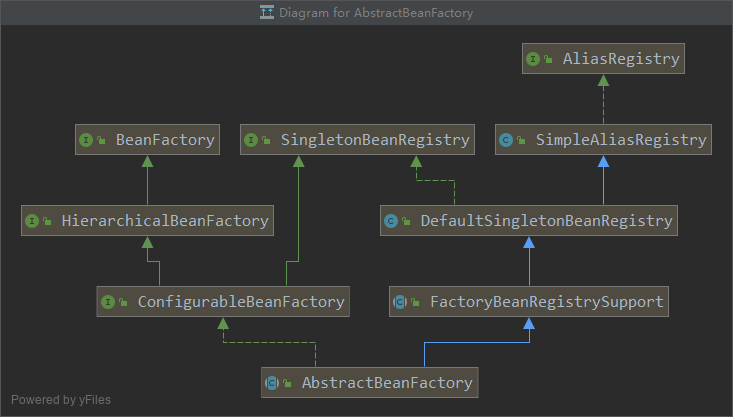 Diagram for AbstractBeanFactory
I AliasRegistry
I BeanFactory
I SingletonBeanRegistry
C SimpleAliasRegistry
I HierarchicalBeanFactory
C DefaultSingletonBeanRegistry
I ConfigurableBeanFactory
C FactoryBeanRegistrySupport
C AbstractBeanFactory
Powered by yFiles